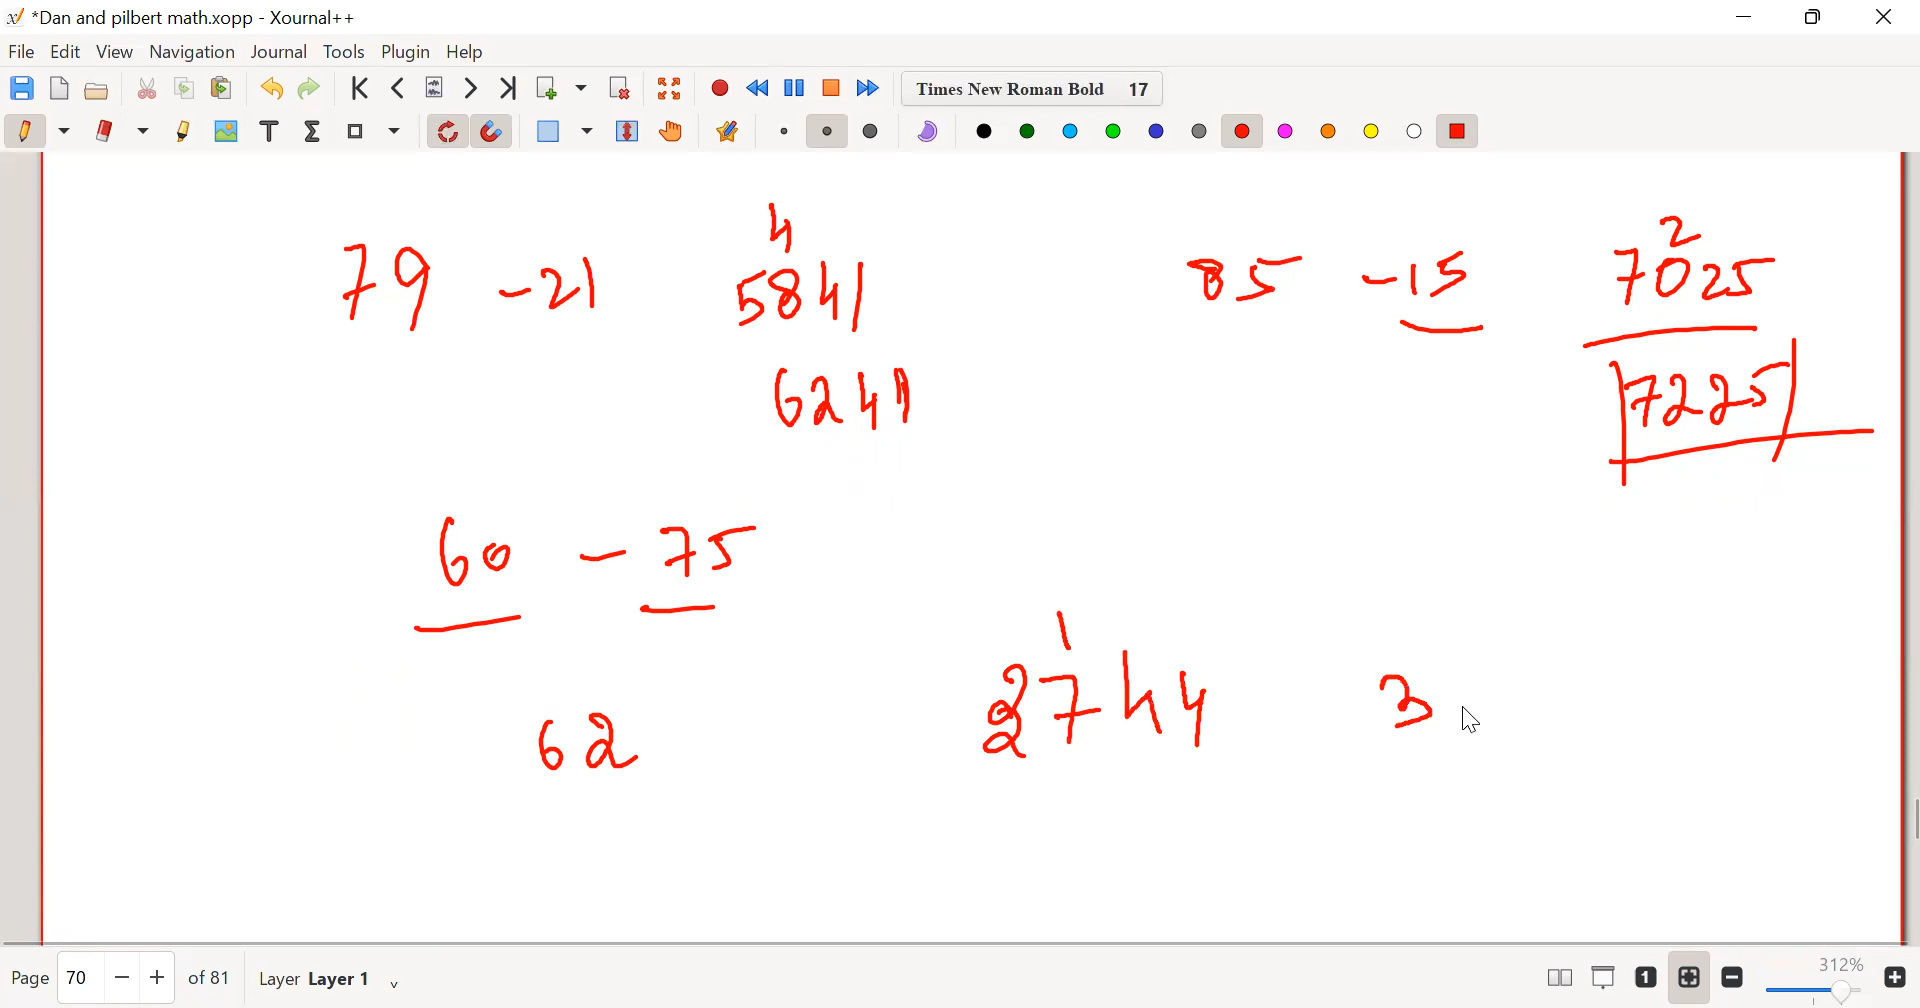 *Dan and pilbert math.xopp - Xournal++
File Edit View Navigation Journal Tools Plugin Help
Times New Roman Bold 17
4 2
79 -21 5841 85 -15 7025
6241 7225
60 - 75
1
62 2744 3
Page 70 of 81 Layer Layer 1 312%